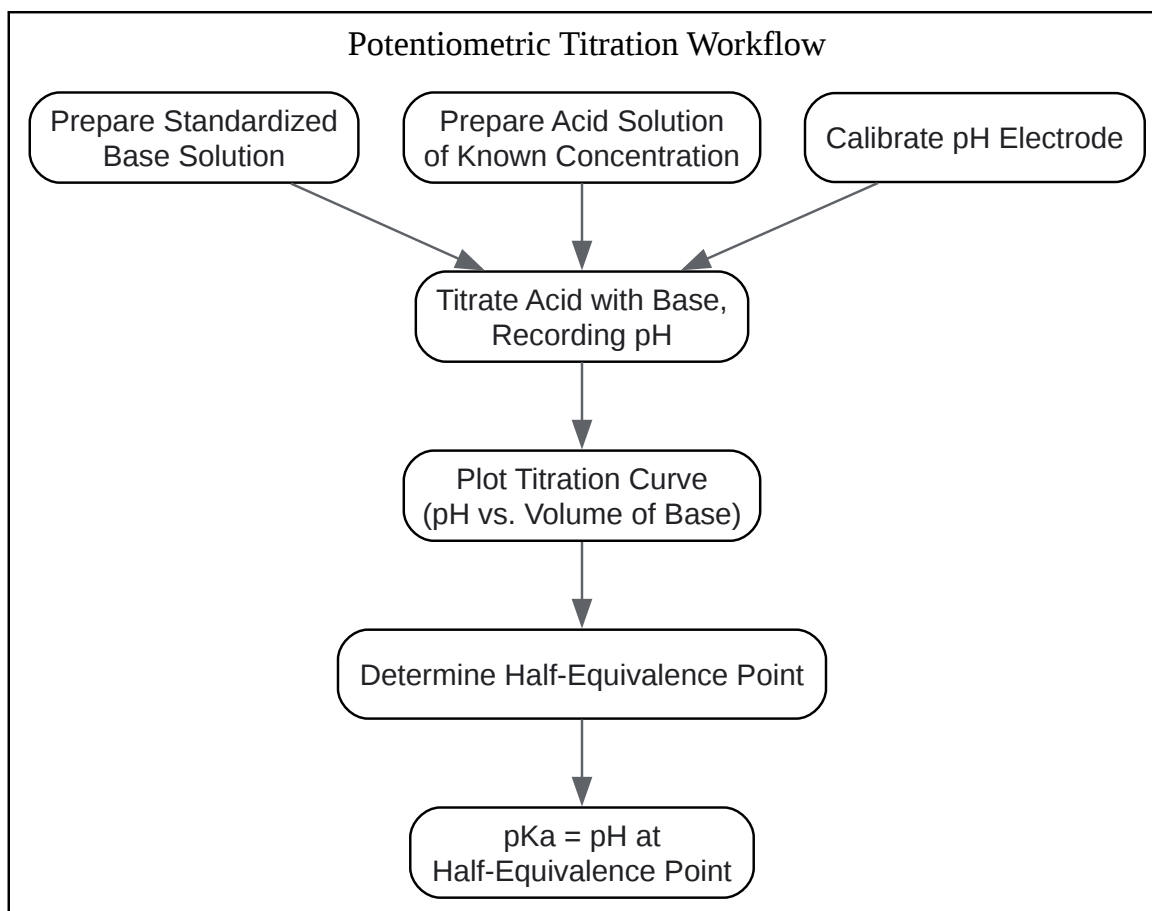 Potentiometric Titration Workflow
Prepare Standardized
Base Solution
Prepare Acid Solution
of Known Concentration
Calibrate pH Electrode
Titrate Acid with Base,
Recording pH
Plot Titration Curve
(pH vs. Volume of Base)
Determine Half-Equivalence Point
pKa = pH at
Half-Equivalence Point